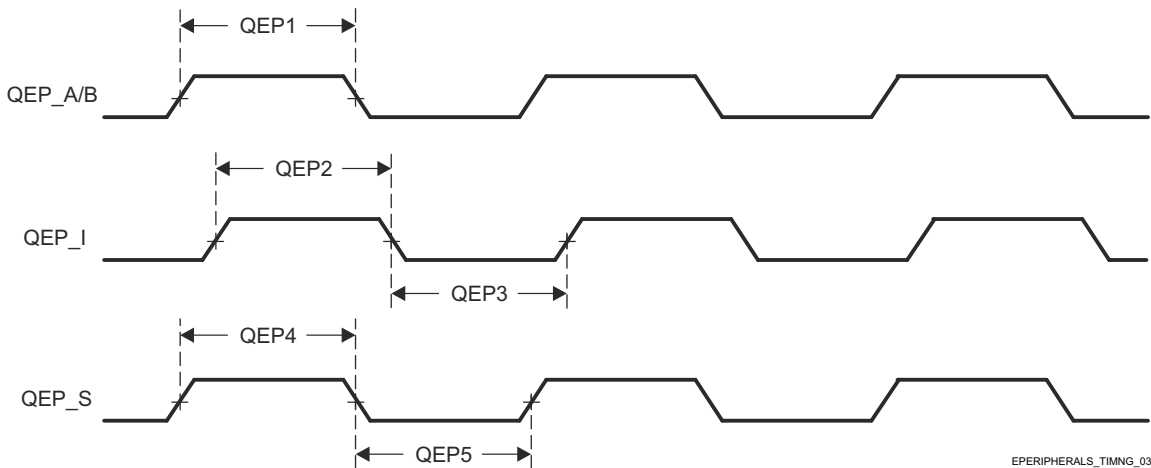 QEP1
QEP_A/B
QEP2
QEP_I
QEP3
QEP4
QEP_S
QEP5
EPERIPHERALS_TIMNG_03